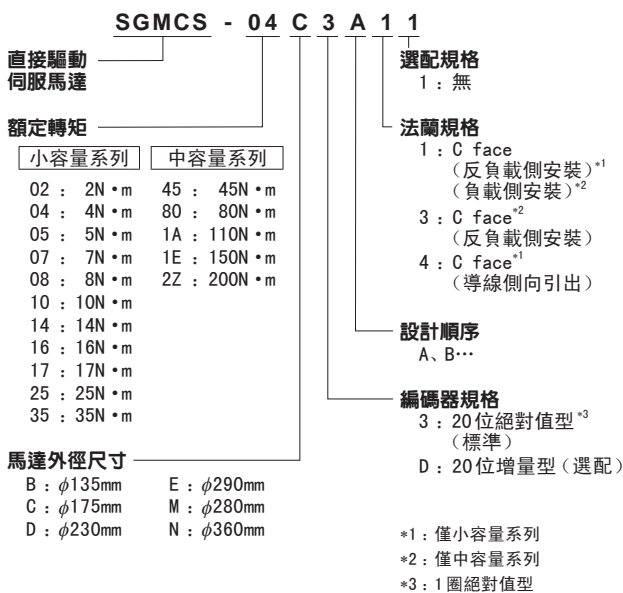 SGMCS - 04 C 3 A 1 1
直接驅動
伺服馬達
額定轉矩
小容量系列
02 : 2N•m
04 : 4N•m
05 : 5N•m
07 : 7N•m
08 : 8N•m
10 : 10N•m
14 : 14N•m
16 : 16N•m
17 : 17N•m
25 : 25N•m
35 : 35N•m
中容量系列
45 : 45N•m
80 : 80N•m
1A : 110N•m
1E : 150N•m
2Z : 200N•m
馬達外徑尺寸
B : φ135mm
C : φ175mm
D : φ230mm
E : φ290mm
M : φ280mm
N : φ360mm
選配規格
1 : 無
法蘭規格
1 : C face
（反負載側安裝）*1
（負載側安裝）*2
3 : C face*2
（反負載側安裝）
4 : C face*1
（導線側向引出）
設計順序
A、B…
編碼器規格
3 : 20位絕對值型*3
（標準）
D : 20位增量型（選配）
*1 : 僅小容量系列
*2 : 僅中容量系列
*3 : 1圈絕對值型